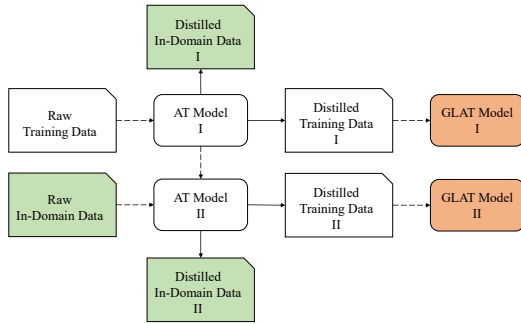 Distilled
In-Domain Data
I
Raw
Training Data
AT Model
I
Distilled
Training Data
I
GLAT Model
I
Raw
In-Domain Data
AT Model
II
Distilled
Training Data
II
GLAT Model
II
Distilled
In-Domain Data
II